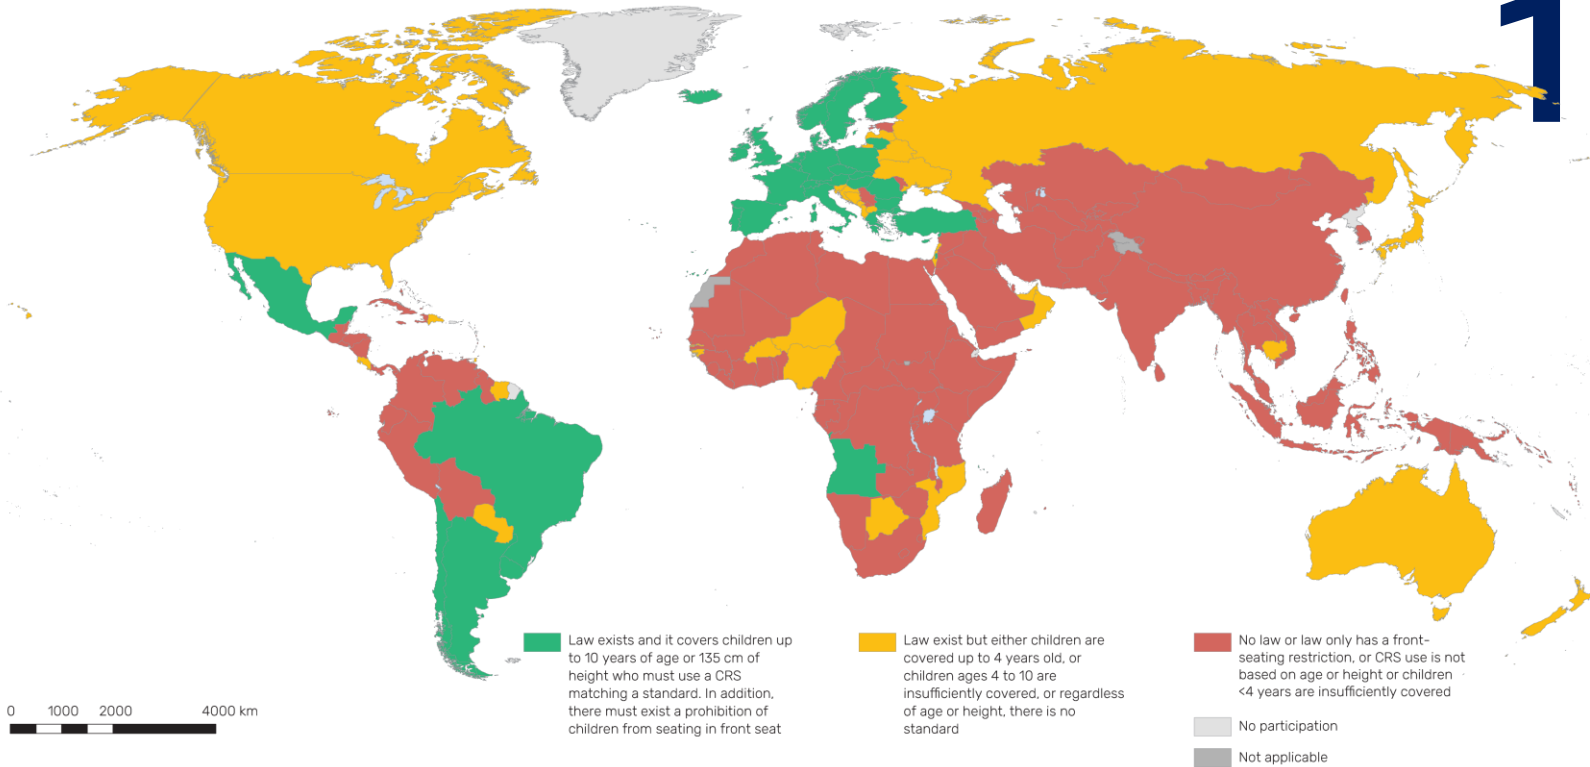 1
Law exists and it covers children up
to 10 years of age or 135 cm of
height who must use a CRS
matching a standard. In addition,
there must exist a prohibition of
children from seating in front seat
Law exist but either children are
covered up to 4 years old, or
children ages 4 to 10 are
insufficiently covered, or regardless
of age or height, there is no
standard
No law or law only has a front-
seating restriction, or CRS use is not
based on age or height or children
<4 years are insufficiently covered
No participation
Not applicable
0 1000 2000 4000 km